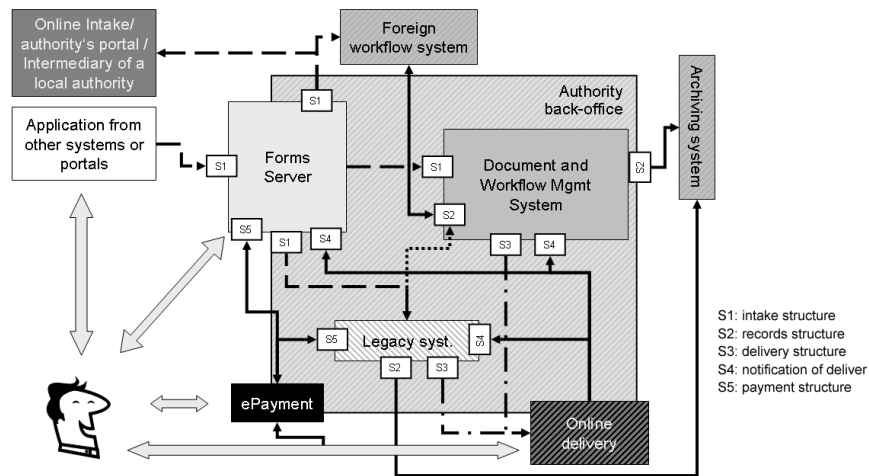 Online Intake/
authority's portal /
Intermediary of a
local authority
Foreign
workflow system
Application from
other systems or
portals
S1
S1
Forms
Server
S5
S1
S4
Authority
back-office
S1
Document and
Workflow Mgmt
System
S2
S2
S3
S4
Archiving system
S5
Legacy syst.
S4
S2
S3
ePayment
Online
delivery
S1: intake structure
S2: records structure
S3: delivery structure
S4: notification of deliver
S5: payment structure